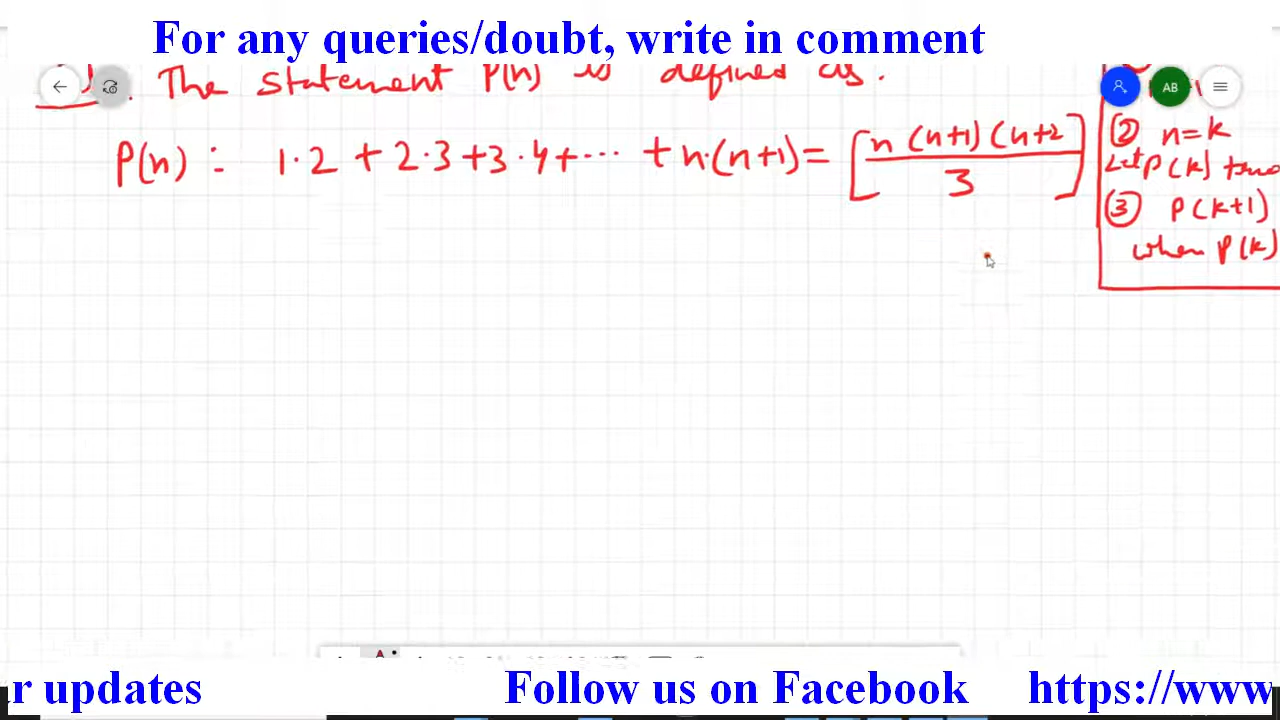 For any queries/doubt, write in comment
. The statement P(n) is defined as.
P(n) : 1·2 + 2·3 + 3·4 + ··· + n·(n+1) = [n (n+1) (n+2 / 3]
② n = k
Let P(k) true
③ P(k+1)
when P(k)
AB
r updates Follow us on Facebook https://www